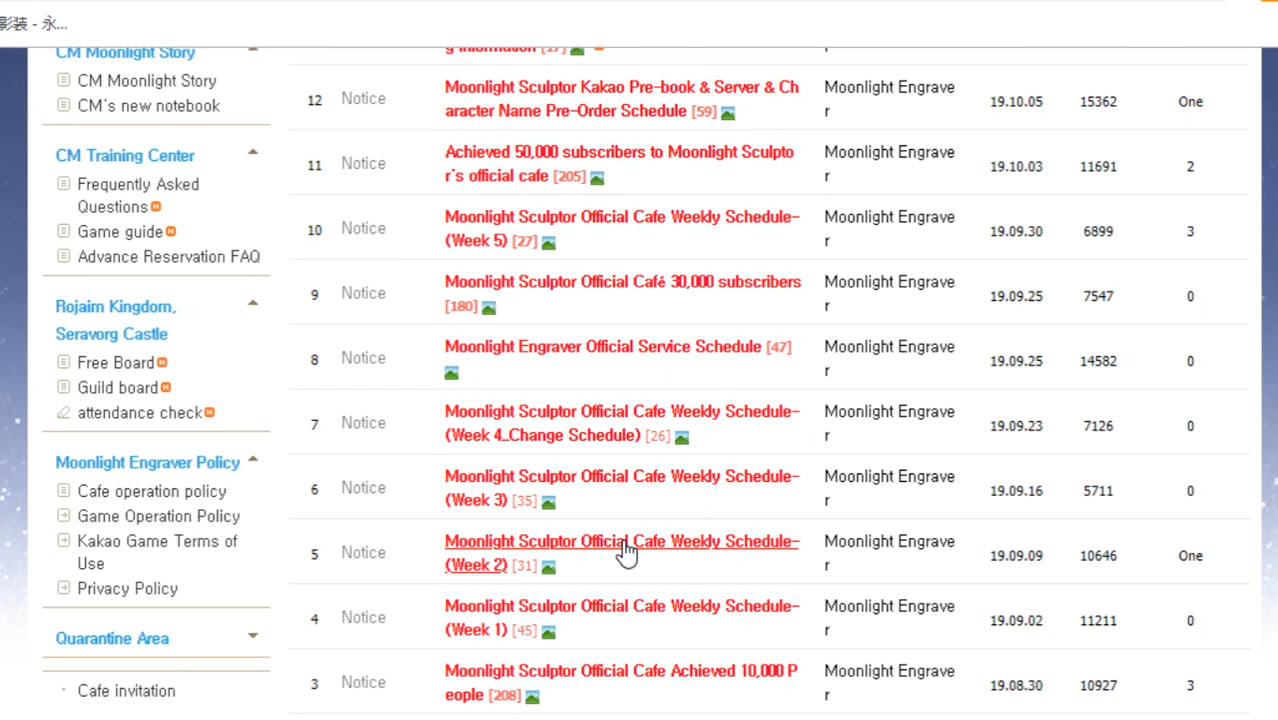 影装 - 永...
CM Moonlight Story
CM Moonlight Story
CM's new notebook
CM Training Center
Frequently Asked
Questions
Game guide
Advance Reservation FAQ
Rojaim Kingdom,
Seravorg Castle
Free Board
Guild board
attendance check
Moonlight Engraver Policy
Cafe operation policy
Game Operation Policy
Kakao Game Terms of
Use
Privacy Policy
Quarantine Area
Cafe invitation
g information [17]
12 Notice Moonlight Sculptor Kakao Pre-book & Server & Ch Moonlight Engrave 19.10.05 15362 One
aracter Name Pre-Order Schedule [59] r
11 Notice Achieved 50,000 subscribers to Moonlight Sculpto Moonlight Engrave 19.10.03 11691 2
r's official cafe [205] r
10 Notice Moonlight Sculptor Official Cafe Weekly Schedule- Moonlight Engrave 19.09.30 6899 3
(Week 5) [27] r
9 Notice Moonlight Sculptor Official Café 30,000 subscribers Moonlight Engrave 19.09.25 7547 0
[180] r
8 Notice Moonlight Engraver Official Service Schedule [47] Moonlight Engrave 19.09.25 14582 0
r
7 Notice Moonlight Sculptor Official Cafe Weekly Schedule- Moonlight Engrave 19.09.23 7126 0
(Week 4_Change Schedule) [26] r
6 Notice Moonlight Sculptor Official Cafe Weekly Schedule- Moonlight Engrave 19.09.16 5711 0
(Week 3) [35] r
5 Notice Moonlight Sculptor Official Cafe Weekly Schedule- Moonlight Engrave 19.09.09 10646 One
(Week 2) [31] r
4 Notice Moonlight Sculptor Official Cafe Weekly Schedule- Moonlight Engrave 19.09.02 11211 0
(Week 1) [45] r
3 Notice Moonlight Sculptor Official Cafe Achieved 10,000 P Moonlight Engrave 19.08.30 10927 3
eople [208] r